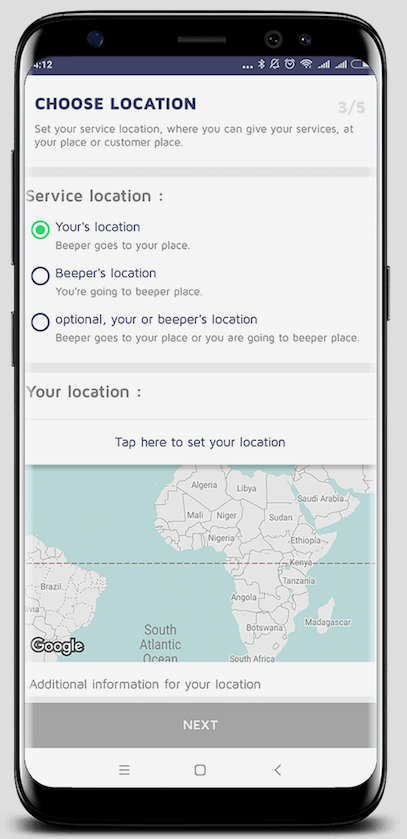 4:12
CHOOSE LOCATION
3/5
Set your service location, where you can give your services, at
your place or customer place.
Service location :
Your's location
Beeper goes to your place.
Beeper's location
You're going to beeper place.
optional, your or beeper's location
Beeper goes to your place or you are going to beeper place.
Your location :
Tap here to set your location
Algeria
Libya
Saudi Arabia
Mali
Niger
Sudan
Nigeria
Ethiopia
Kenya
Brazil
Tanzania
Angola
livia
Botswana
Madagascar
South
Atlantic
Ocean
South Africa
Google
Additional information for your location
NEXT